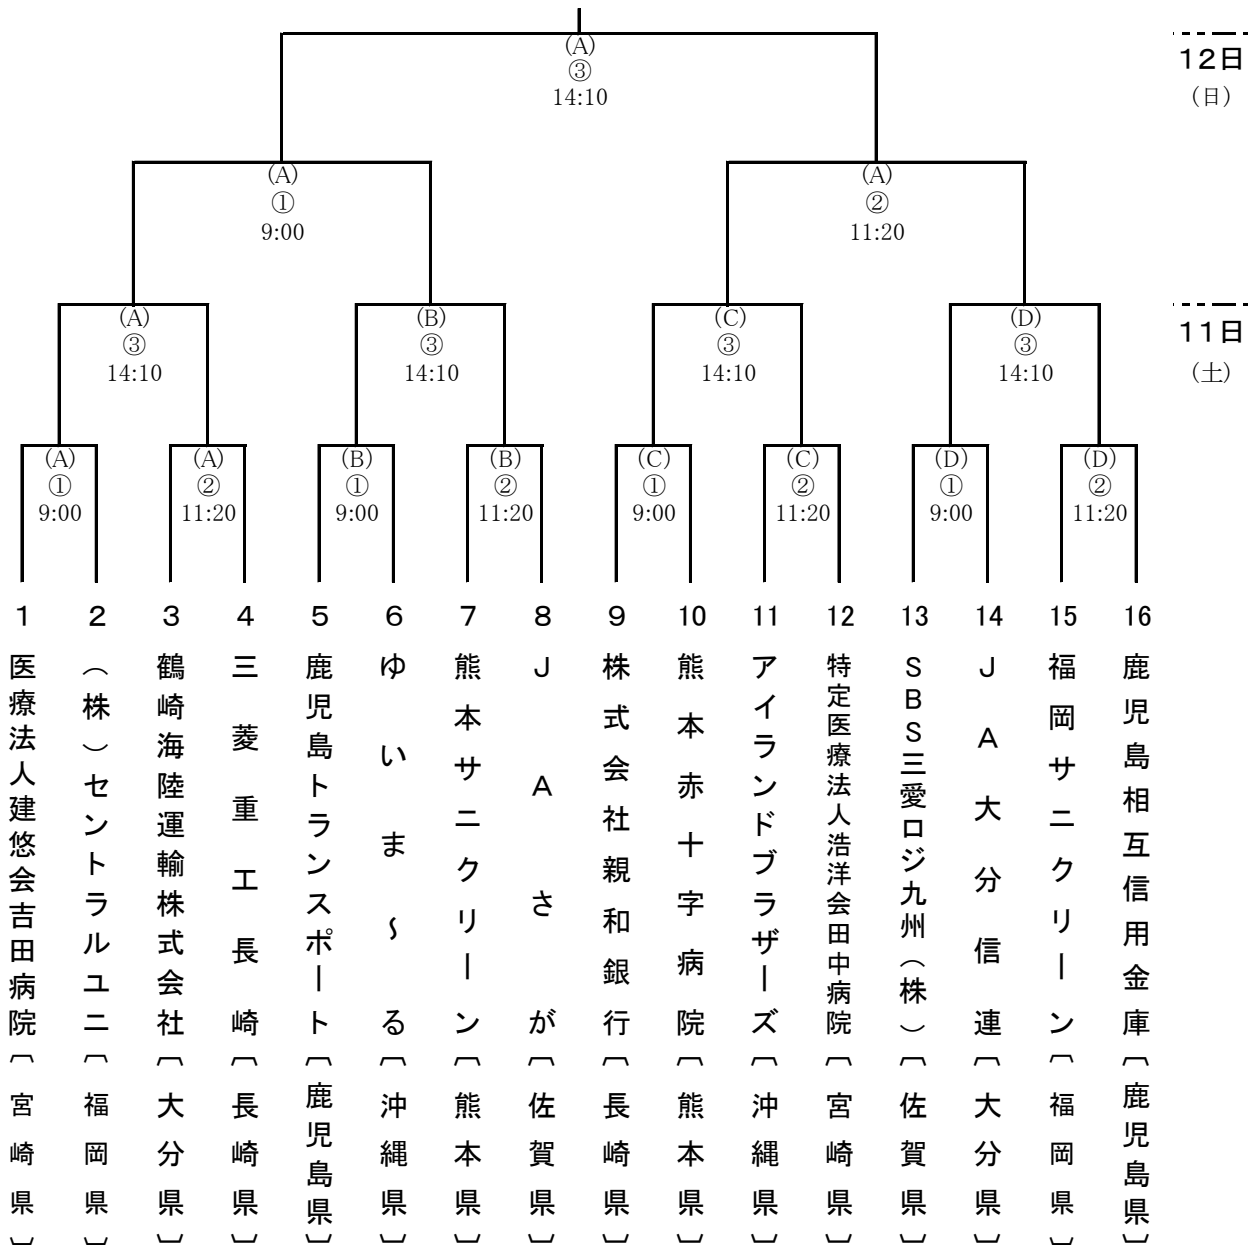 (A)
③
14:10
12日
(日)
(A)
①
9:00
(A)
②
11:20
(A)
③
14:10
(B)
③
14:10
(C)
③
14:10
(D)
③
14:10
11日
(土)
(A)
①
9:00
(A)
②
11:20
(B)
①
9:00
(B)
②
11:20
(C)
①
9:00
(C)
②
11:20
(D)
①
9:00
(D)
②
11:20
1 医療法人建悠会吉田病院〔宮崎県〕
2 (株)セントラルユニ〔福岡県〕
3 鶴崎海陸運輸株式会社〔大分県〕
4 三菱重工長崎〔長崎県〕
5 鹿児島トランスポート〔鹿児島県〕
6 ゆいま～る〔沖縄県〕
7 熊本サニクリーン〔熊本県〕
8 JAさが〔佐賀県〕
9 株式会社親和銀行〔長崎県〕
10 熊本赤十字病院〔熊本県〕
11 アイランドブラザーズ〔沖縄県〕
12 特定医療法人浩洋会田中病院〔宮崎県〕
13 SBS三愛ロジ九州(株)〔佐賀県〕
14 JA大分信連〔大分県〕
15 福岡サニクリーン〔福岡県〕
16 鹿児島相互信用金庫〔鹿児島県〕